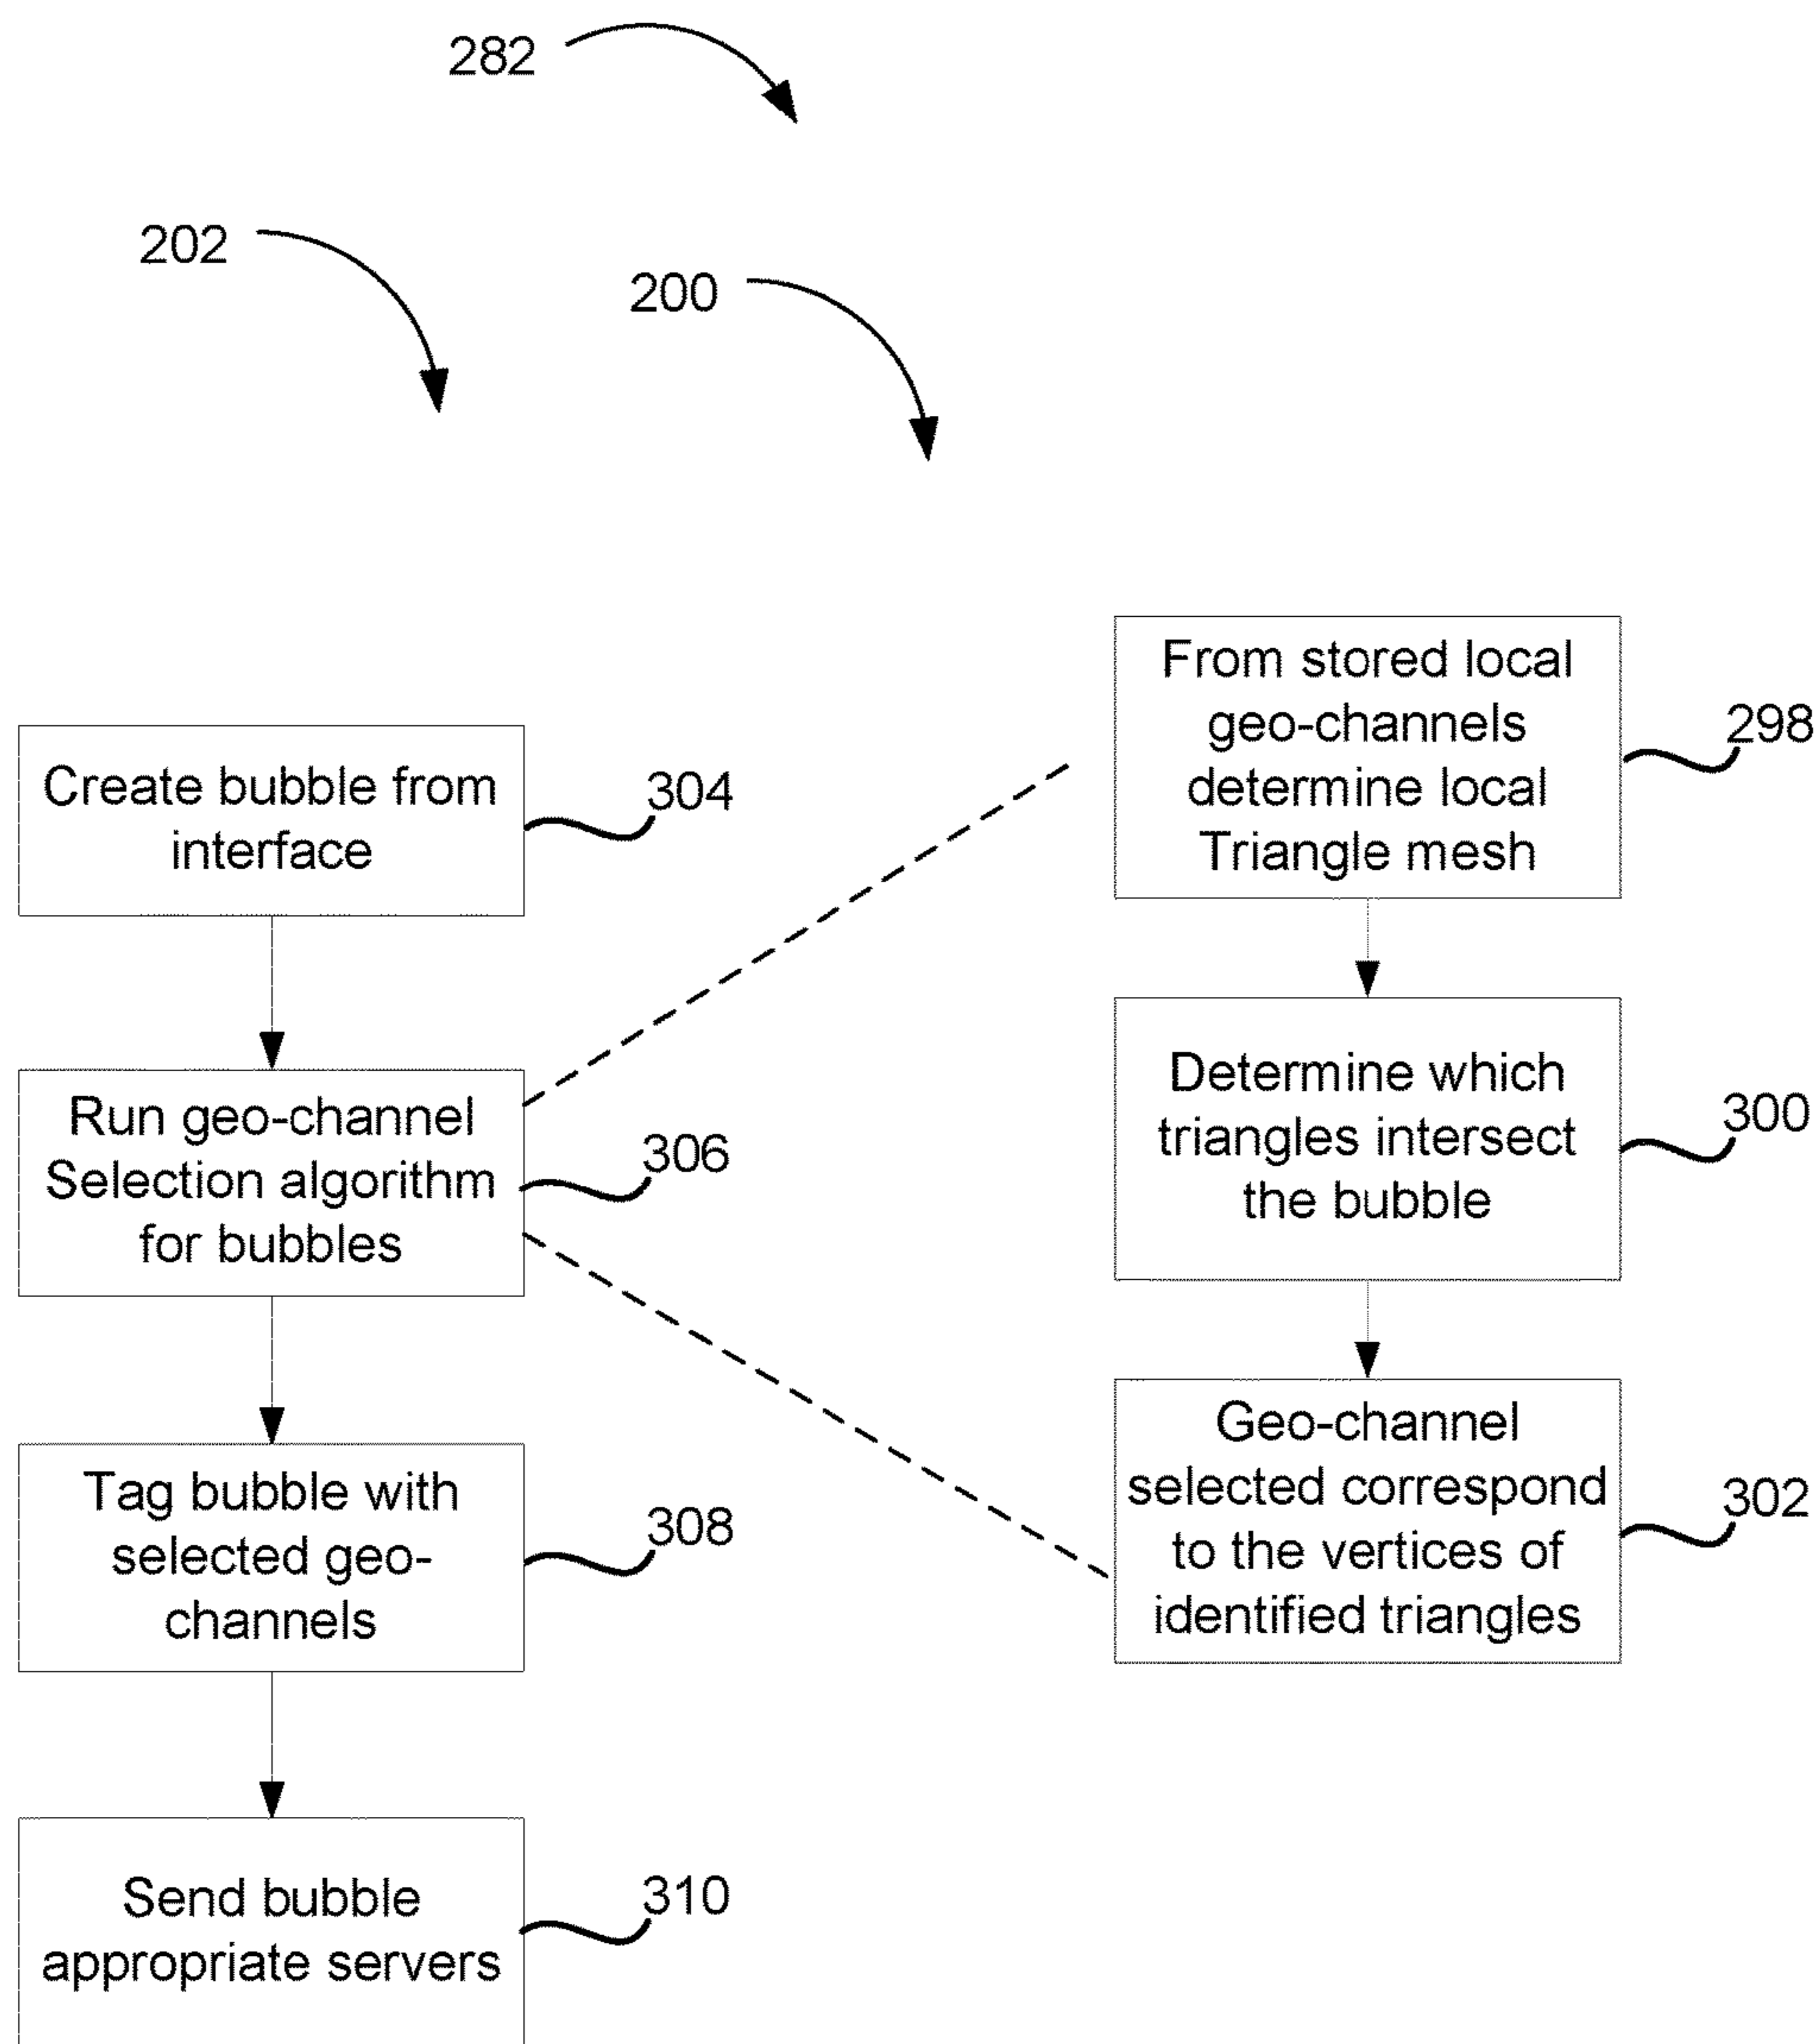 282
202
200
Create bubble from
interface
304
Run geo-channel
Selection algorithm
for bubbles
306
Tag bubble with
selected geo-
channels
308
Send bubble
appropriate servers
310
From stored local
geo-channels
determine local
Triangle mesh
298
Determine which
triangles intersect
the bubble
300
Geo-channel
selected correspond
to the vertices of
identified triangles
302